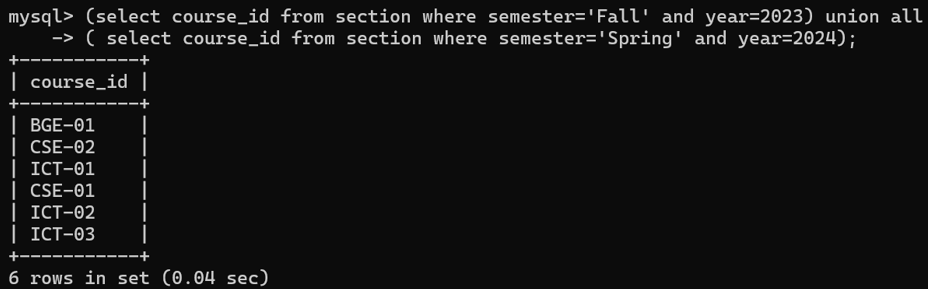 mysql> (select course_id from section where semester='Fall' and year=2023) union all
    -> ( select course_id from section where semester='Spring' and year=2024);
+-----------+
| course_id |
+-----------+
| BGE-01    |
| CSE-02    |
| ICT-01    |
| CSE-01    |
| ICT-02    |
| ICT-03    |
+-----------+
6 rows in set (0.04 sec)